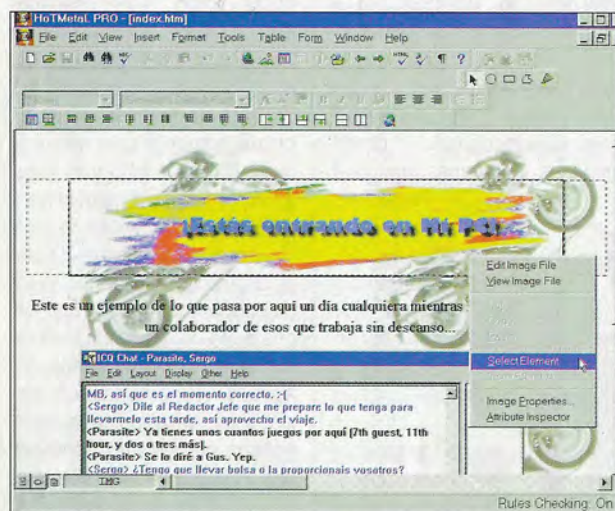 HoTMetaL PRO - [index.htm]
File Edit View Insert Format Tools Table Form Window Help
¡Estás entrando en Mi PC!
Edit Image File
View Image File
Select Element
Image Properties...
Attribute Inspector
Este es un ejemplo de lo que pasa por aquí un día cualquiera mientras
un colaborador de esos que trabaja sin descanso...
ICQ Chat - Parasite, Sergo
File Edit Layout Display Other Help
MB, así que es el momento correcto. :-[
<Sergo> Dile al Redactor Jefe que me prepare lo que tenga para
llevarmelo esta tarde, así aprovecho el viaje.
<Parasite> Ya tienes unos cuantos juegos por aquí [7th guest, 11th
hour, y dos o tres más].
<Parasite> Se lo diré a Gus. Yep.
<Sergo> ¿Tengo que llevar bolsa o la proporcionais vosotros?
IMG
Rules Checking: On